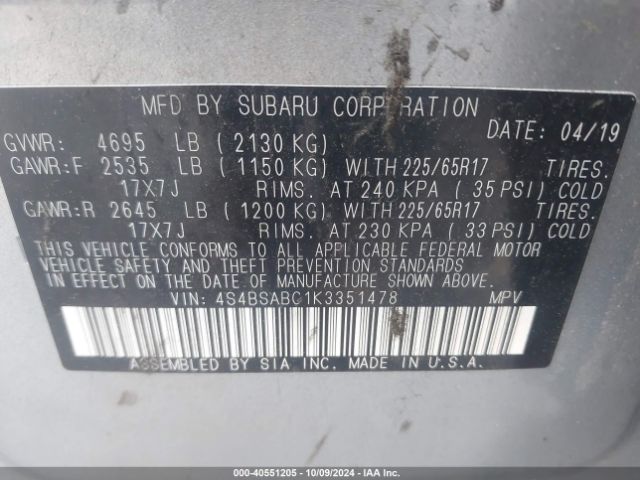 MFD BY SUBARU CORPORATION
DATE: 04/19
GVWR: 4695 LB ( 2130 KG)
GAWR:F 2535 LB ( 1150 KG) WITH 225/65R17 TIRES.
17X7J RIMS. AT 240 KPA ( 35 PSI) COLD
GAWR:R 2645 LB ( 1200 KG) WITH 225/65R17 TIRES.
17X7J RIMS. AT 230 KPA ( 33 PSI) COLD
THIS VEHICLE CONFORMS TO ALL APPLICABLE FEDERAL MOTOR
VEHICLE SAFETY AND THEFT PREVENTION STANDARDS
IN EFFECT ON THE DATE OF MANUFACTURE SHOWN ABOVE.
VIN: 4S4BSABC1K3351478 MPV
ASSEMBLED BY SIA INC. MADE IN U.S.A.
000-40551205 - 10/09/2024 - IAA Inc.